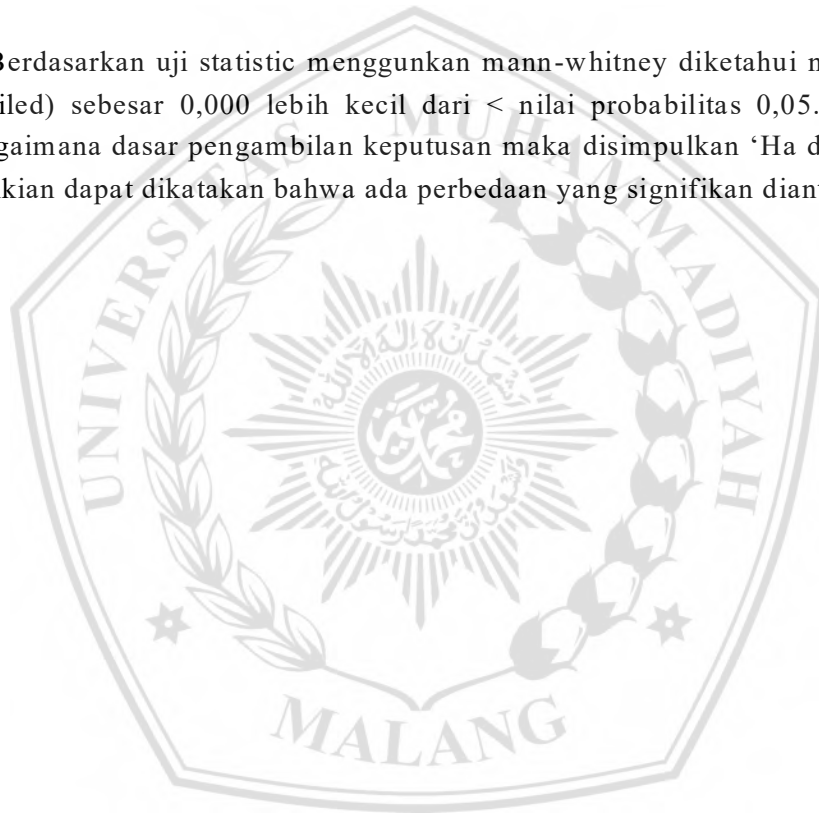 Berdasarkan uji statistic menggunkan mann-whitney diketahui
iled) sebesar 0,000 lebih kecil dari < nilai probabilitas 0,05.
gaimana dasar pengambilan keputusan maka disimpulkan ‘Ha
kian dapat dikatakan bahwa ada perbedaan yang signifikan
UNIVERSITAS MUHAMMADIYAH
MALANG